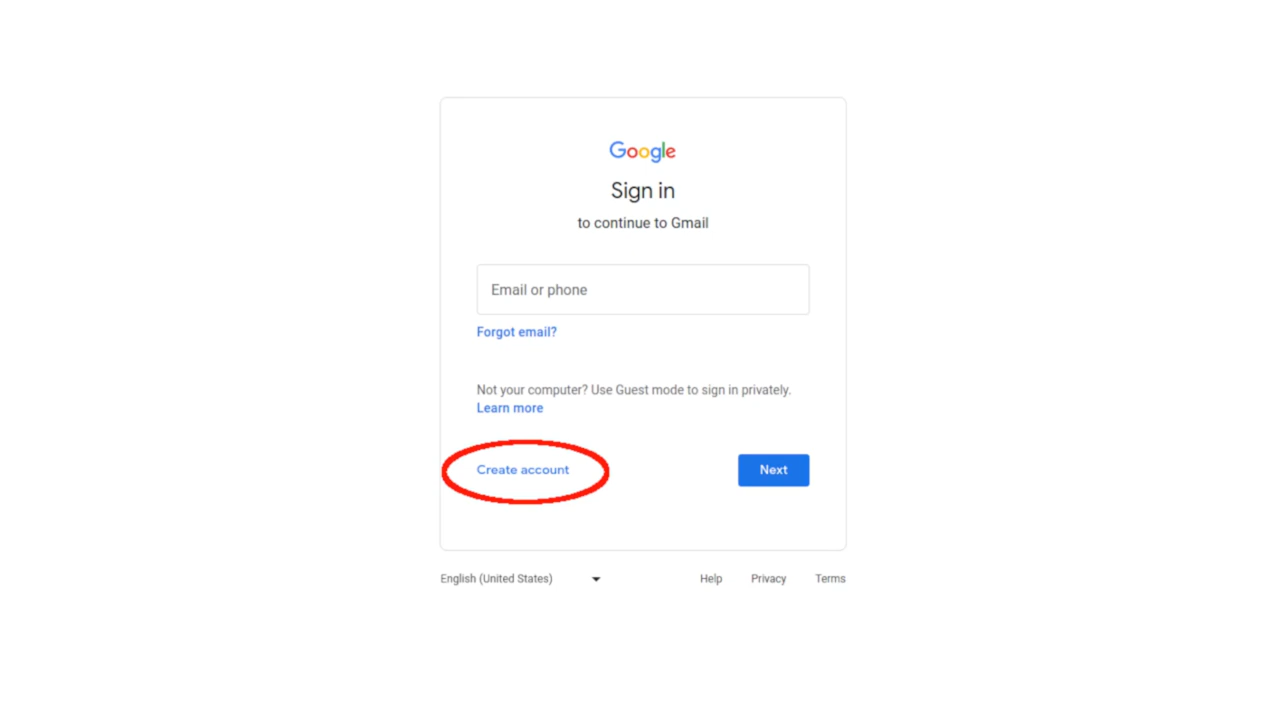 Google
Sign in
to continue to Gmail
Email or phone
Forgot email?
Not your computer? Use Guest mode to sign in privately.
Learn more
Create account
Next
English (United States)
Help
Privacy
Terms